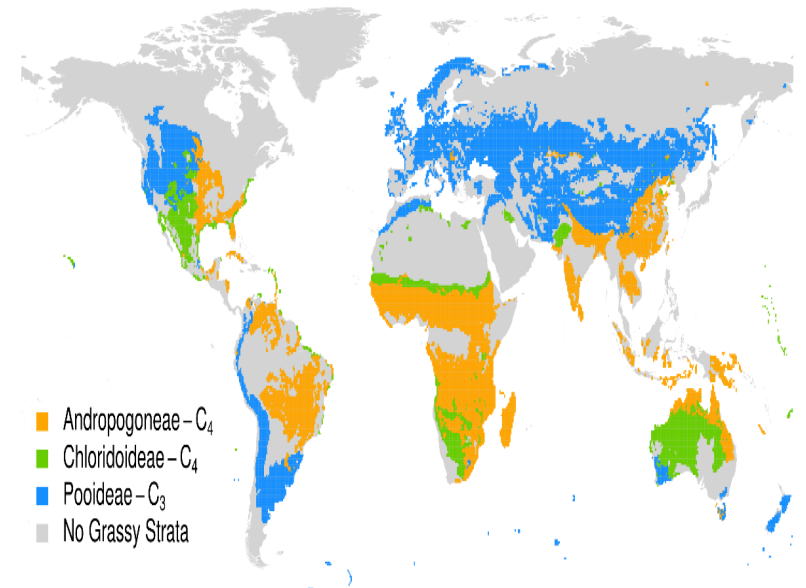 Andropogoneae – C₄
Chloridoideae – C₄
Pooideae – C₃
No Grassy Strata